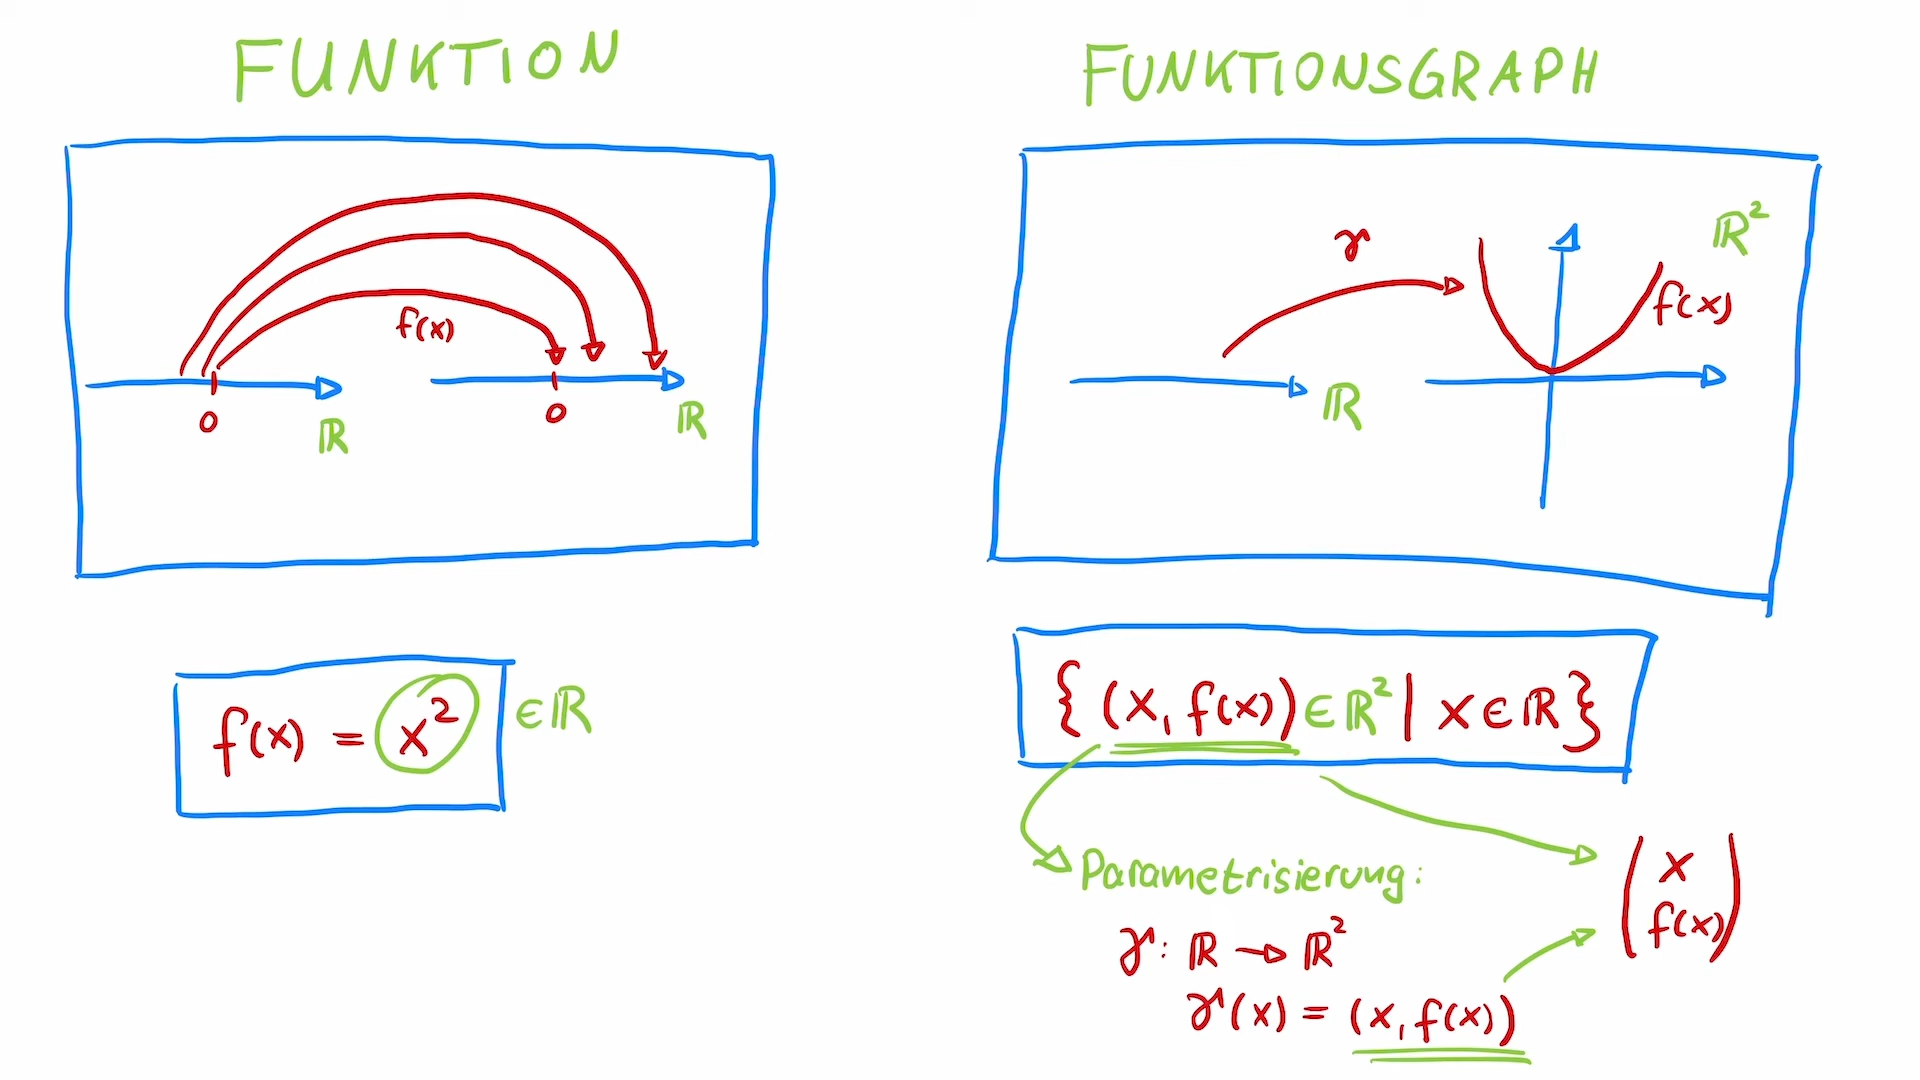 FUNKTION
f(x)
0
ℝ
0
ℝ
f(x) = x² ∈ℝ
FUNKTIONSGRAPH
γ
ℝ²
f(x)
ℝ
{ (x, f(x)) ∈ℝ² | x ∈ ℝ }
Parametrisierung:
γ: ℝ → ℝ²
γ(x) = (x, f(x))
x
f(x)